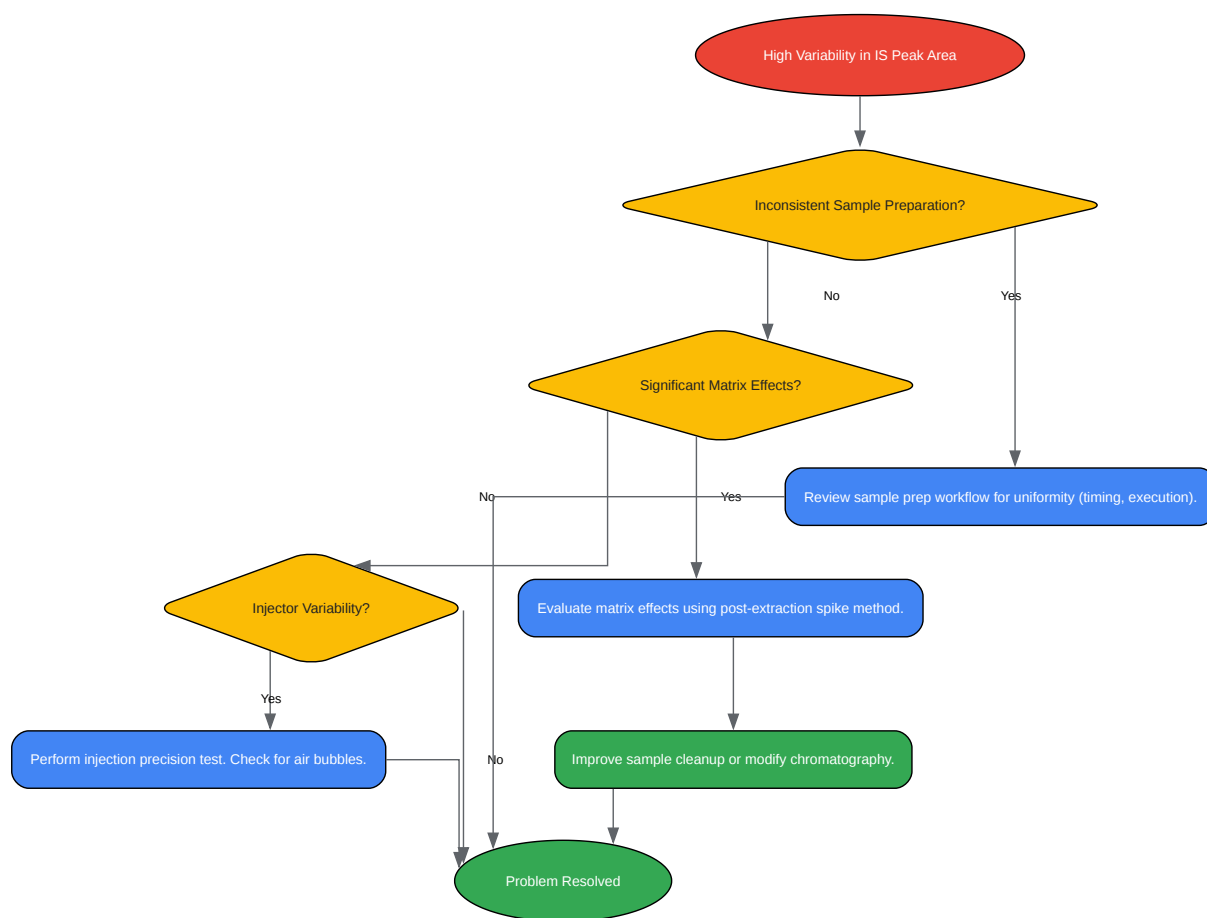 High Variability in IS Peak Area
Inconsistent Sample Preparation?
No
Yes
Significant Matrix Effects?
No
Yes
Review sample prep workflow for uniformity (timing, execution).
Injector Variability?
Evaluate matrix effects using post-extraction spike method.
Yes
Perform injection precision test. Check for air bubbles.
No
Improve sample cleanup or modify chromatography.
Problem Resolved